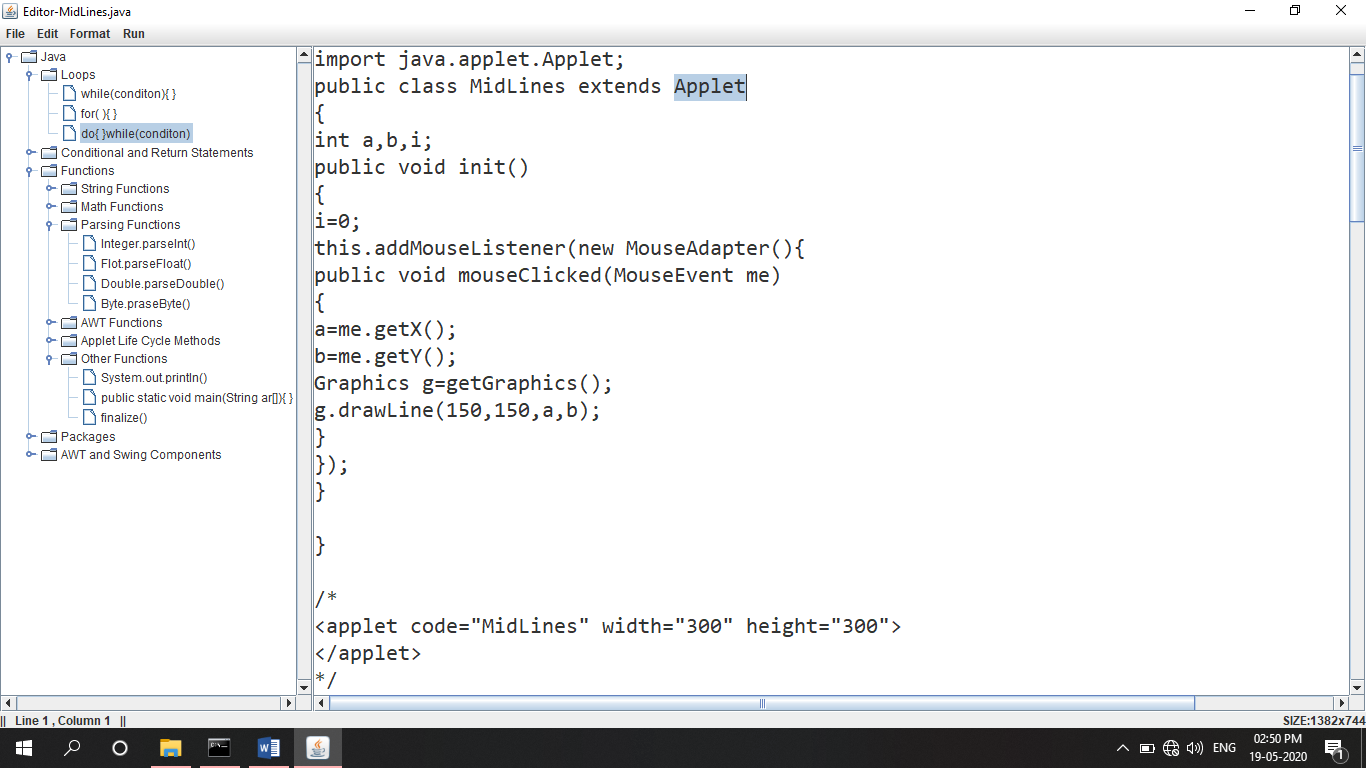 Editor-MidLines.java
File Edit Format Run
Java
Loops
while(conditon){ }
for( ){ }
do{ }while(conditon)
Conditional and Return Statements
Functions
String Functions
Math Functions
Parsing Functions
Integer.parseInt()
Flot.parseFloat()
Double.parseDouble()
Byte.praseByte()
AWT Functions
Applet Life Cycle Methods
Other Functions
System.out.println()
public static void main(String ar[]){ }
finalize()
Packages
AWT and Swing Components
import java.applet.Applet;
public class MidLines extends Applet
{
int a,b,i;
public void init()
{
i=0;
this.addMouseListener(new MouseAdapter(){
public void mouseClicked(MouseEvent me)
{
a=me.getX();
b=me.getY();
Graphics g=getGraphics();
g.drawLine(150,150,a,b);
}
});
}
}
/*
<applet code="MidLines" width="300" height="300">
</applet>
*/
|| Line 1 , Column 1 ||
SIZE:1382x744
ENG
02:50 PM
19-05-2020
1